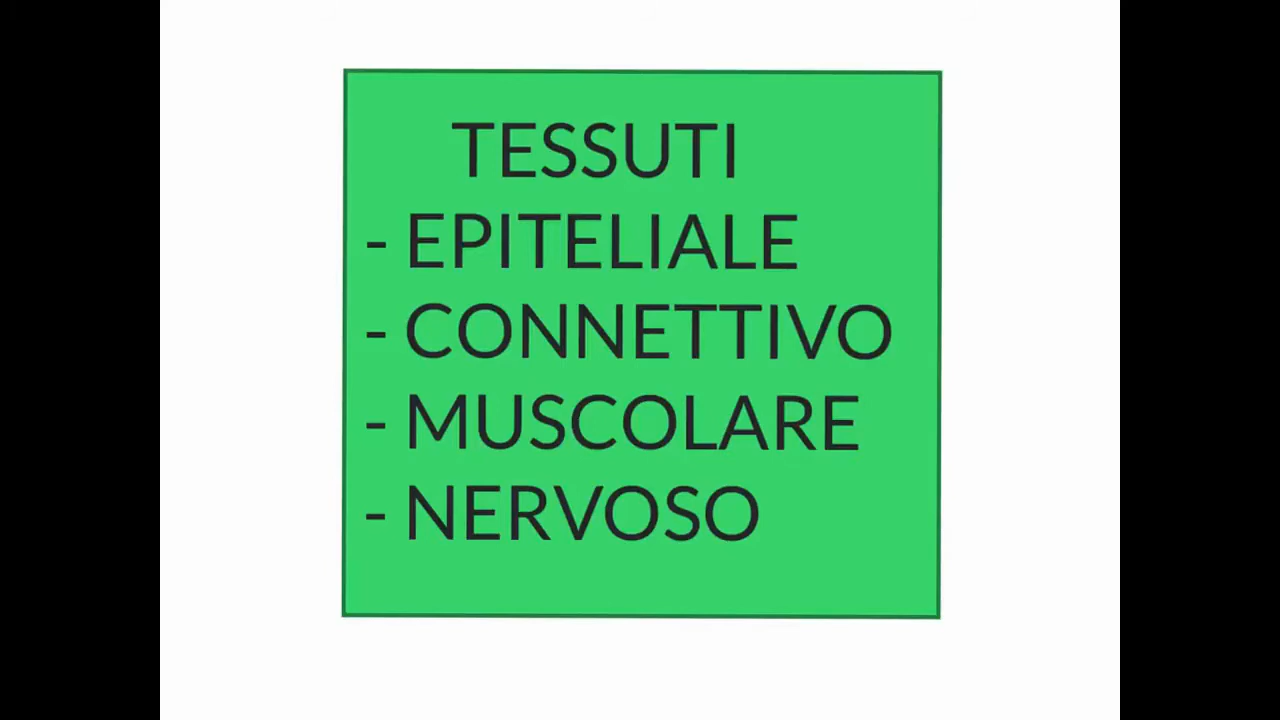 TESSUTI
- EPITELIALE
- CONNETTIVO
- MUSCOLARE
- NERVOSO